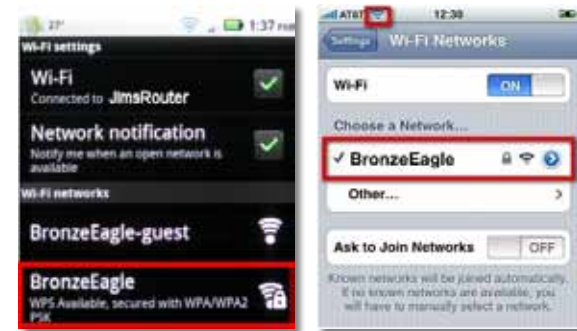 27°
1:37 PM
Wi-Fi settings
Wi-Fi
Connected to JimsRouter
Network notification
Notify me when an open network is
available
Wi-Fi networks
BronzeEagle-guest
BronzeEagle
WPS Available, secured with WPA/WPA2
PSK
AT&T
12:30
Settings
Wi-Fi Networks
Wi-Fi
ON
Choose a Network...
✓ BronzeEagle
Other...
>
Ask to Join Networks
OFF
Known networks will be joined automatically.
If no known networks are available, you
will have to manually select a network.